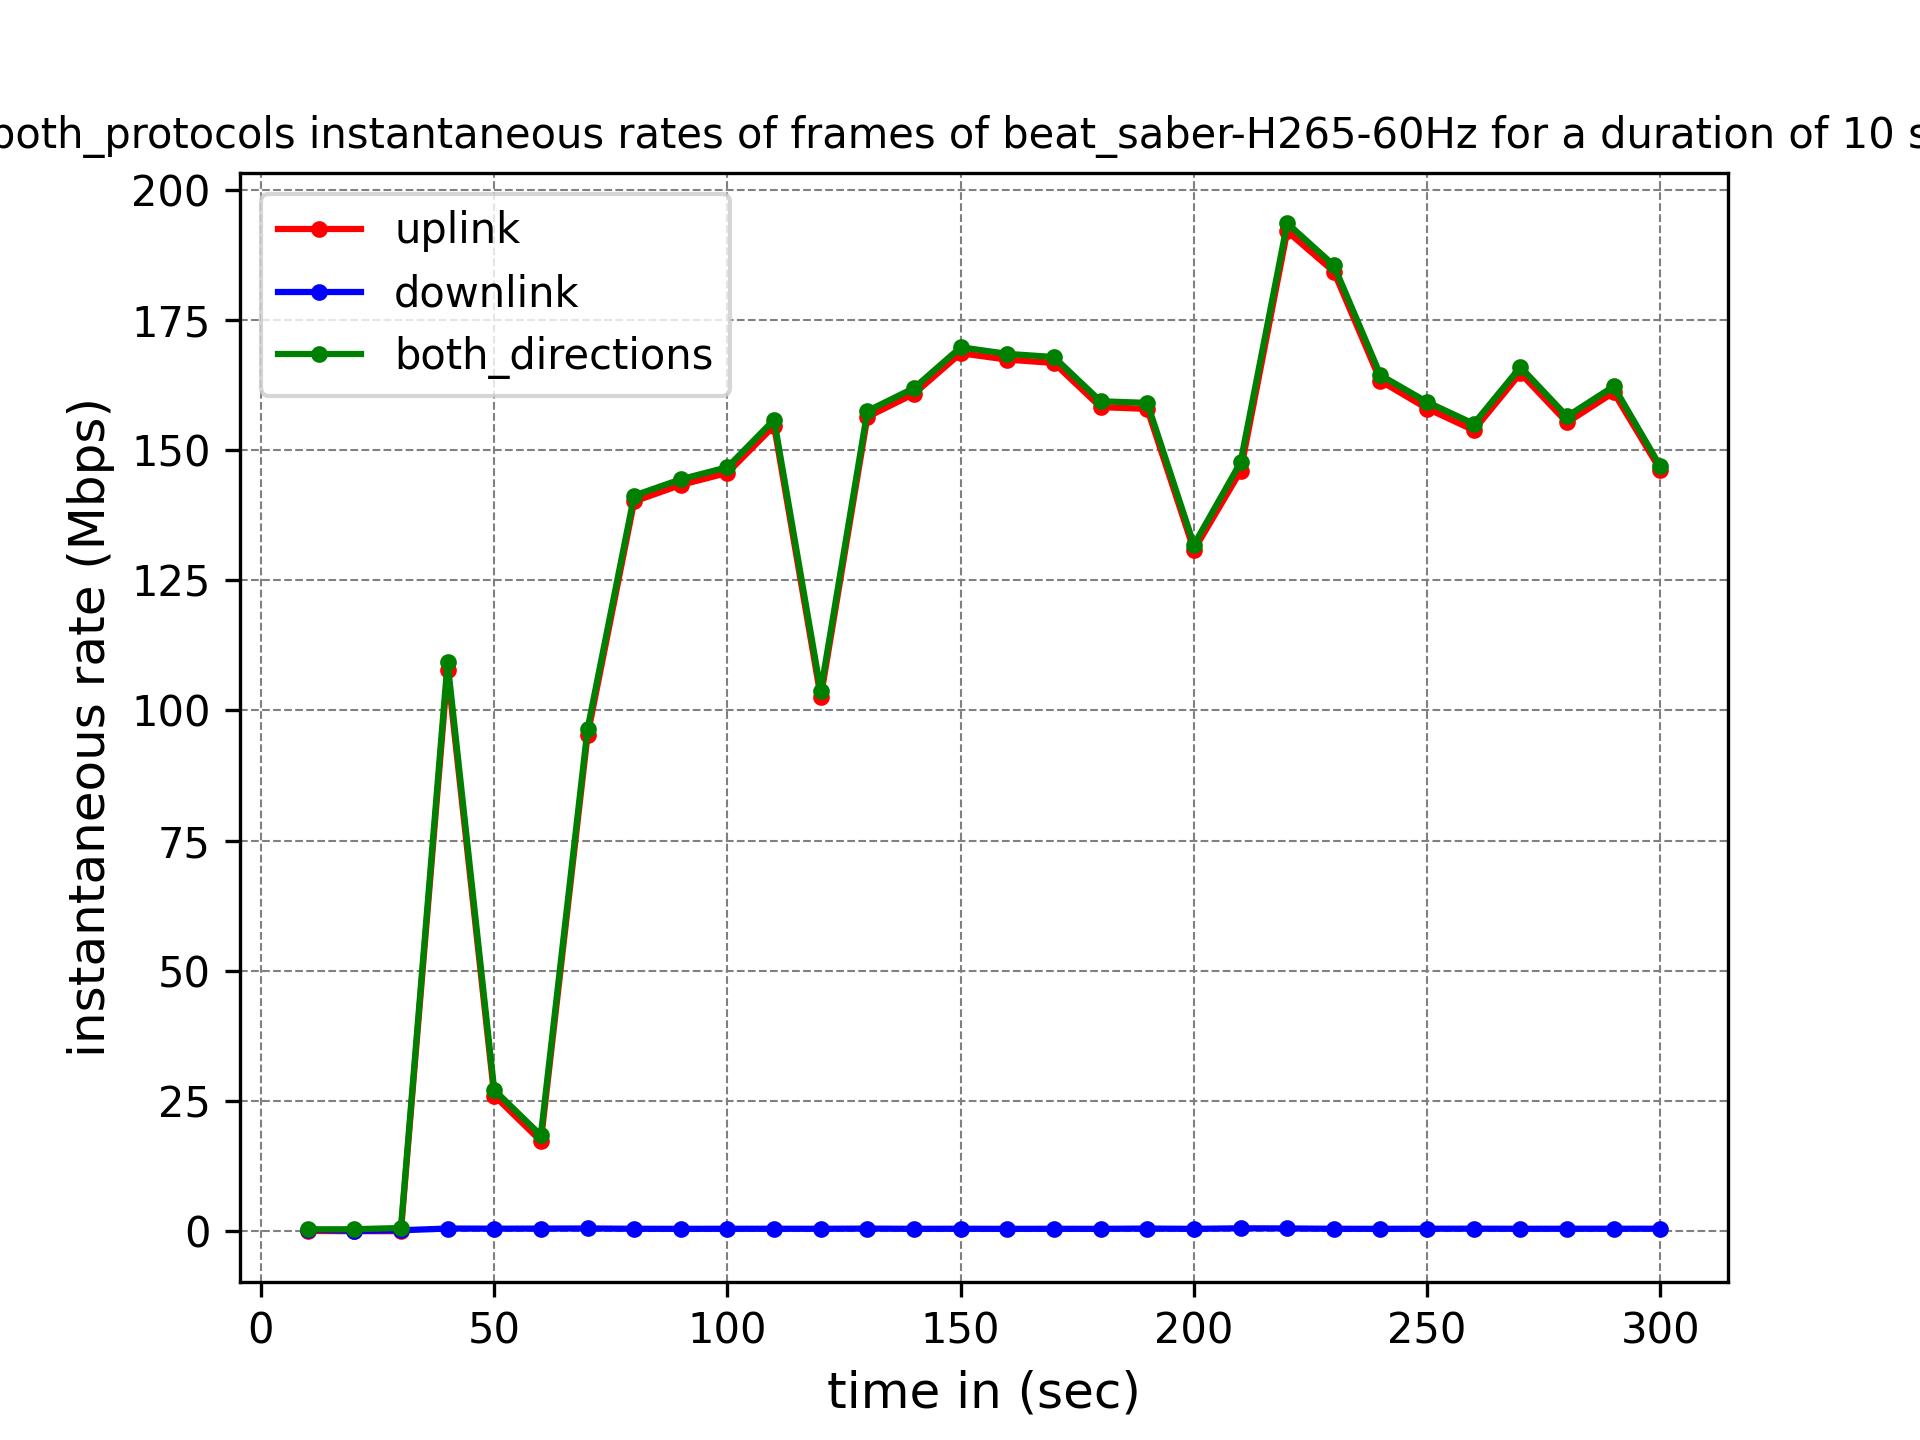 both_protocols instantaneous rates of frames of beat_saber-H265-60Hz for a duration of 10
200
175
150
125
100
75
50
25
0
instantaneous rate (Mbps)
uplink
downlink
both_directions
0 50 100 150 200 250 300
time in (sec)